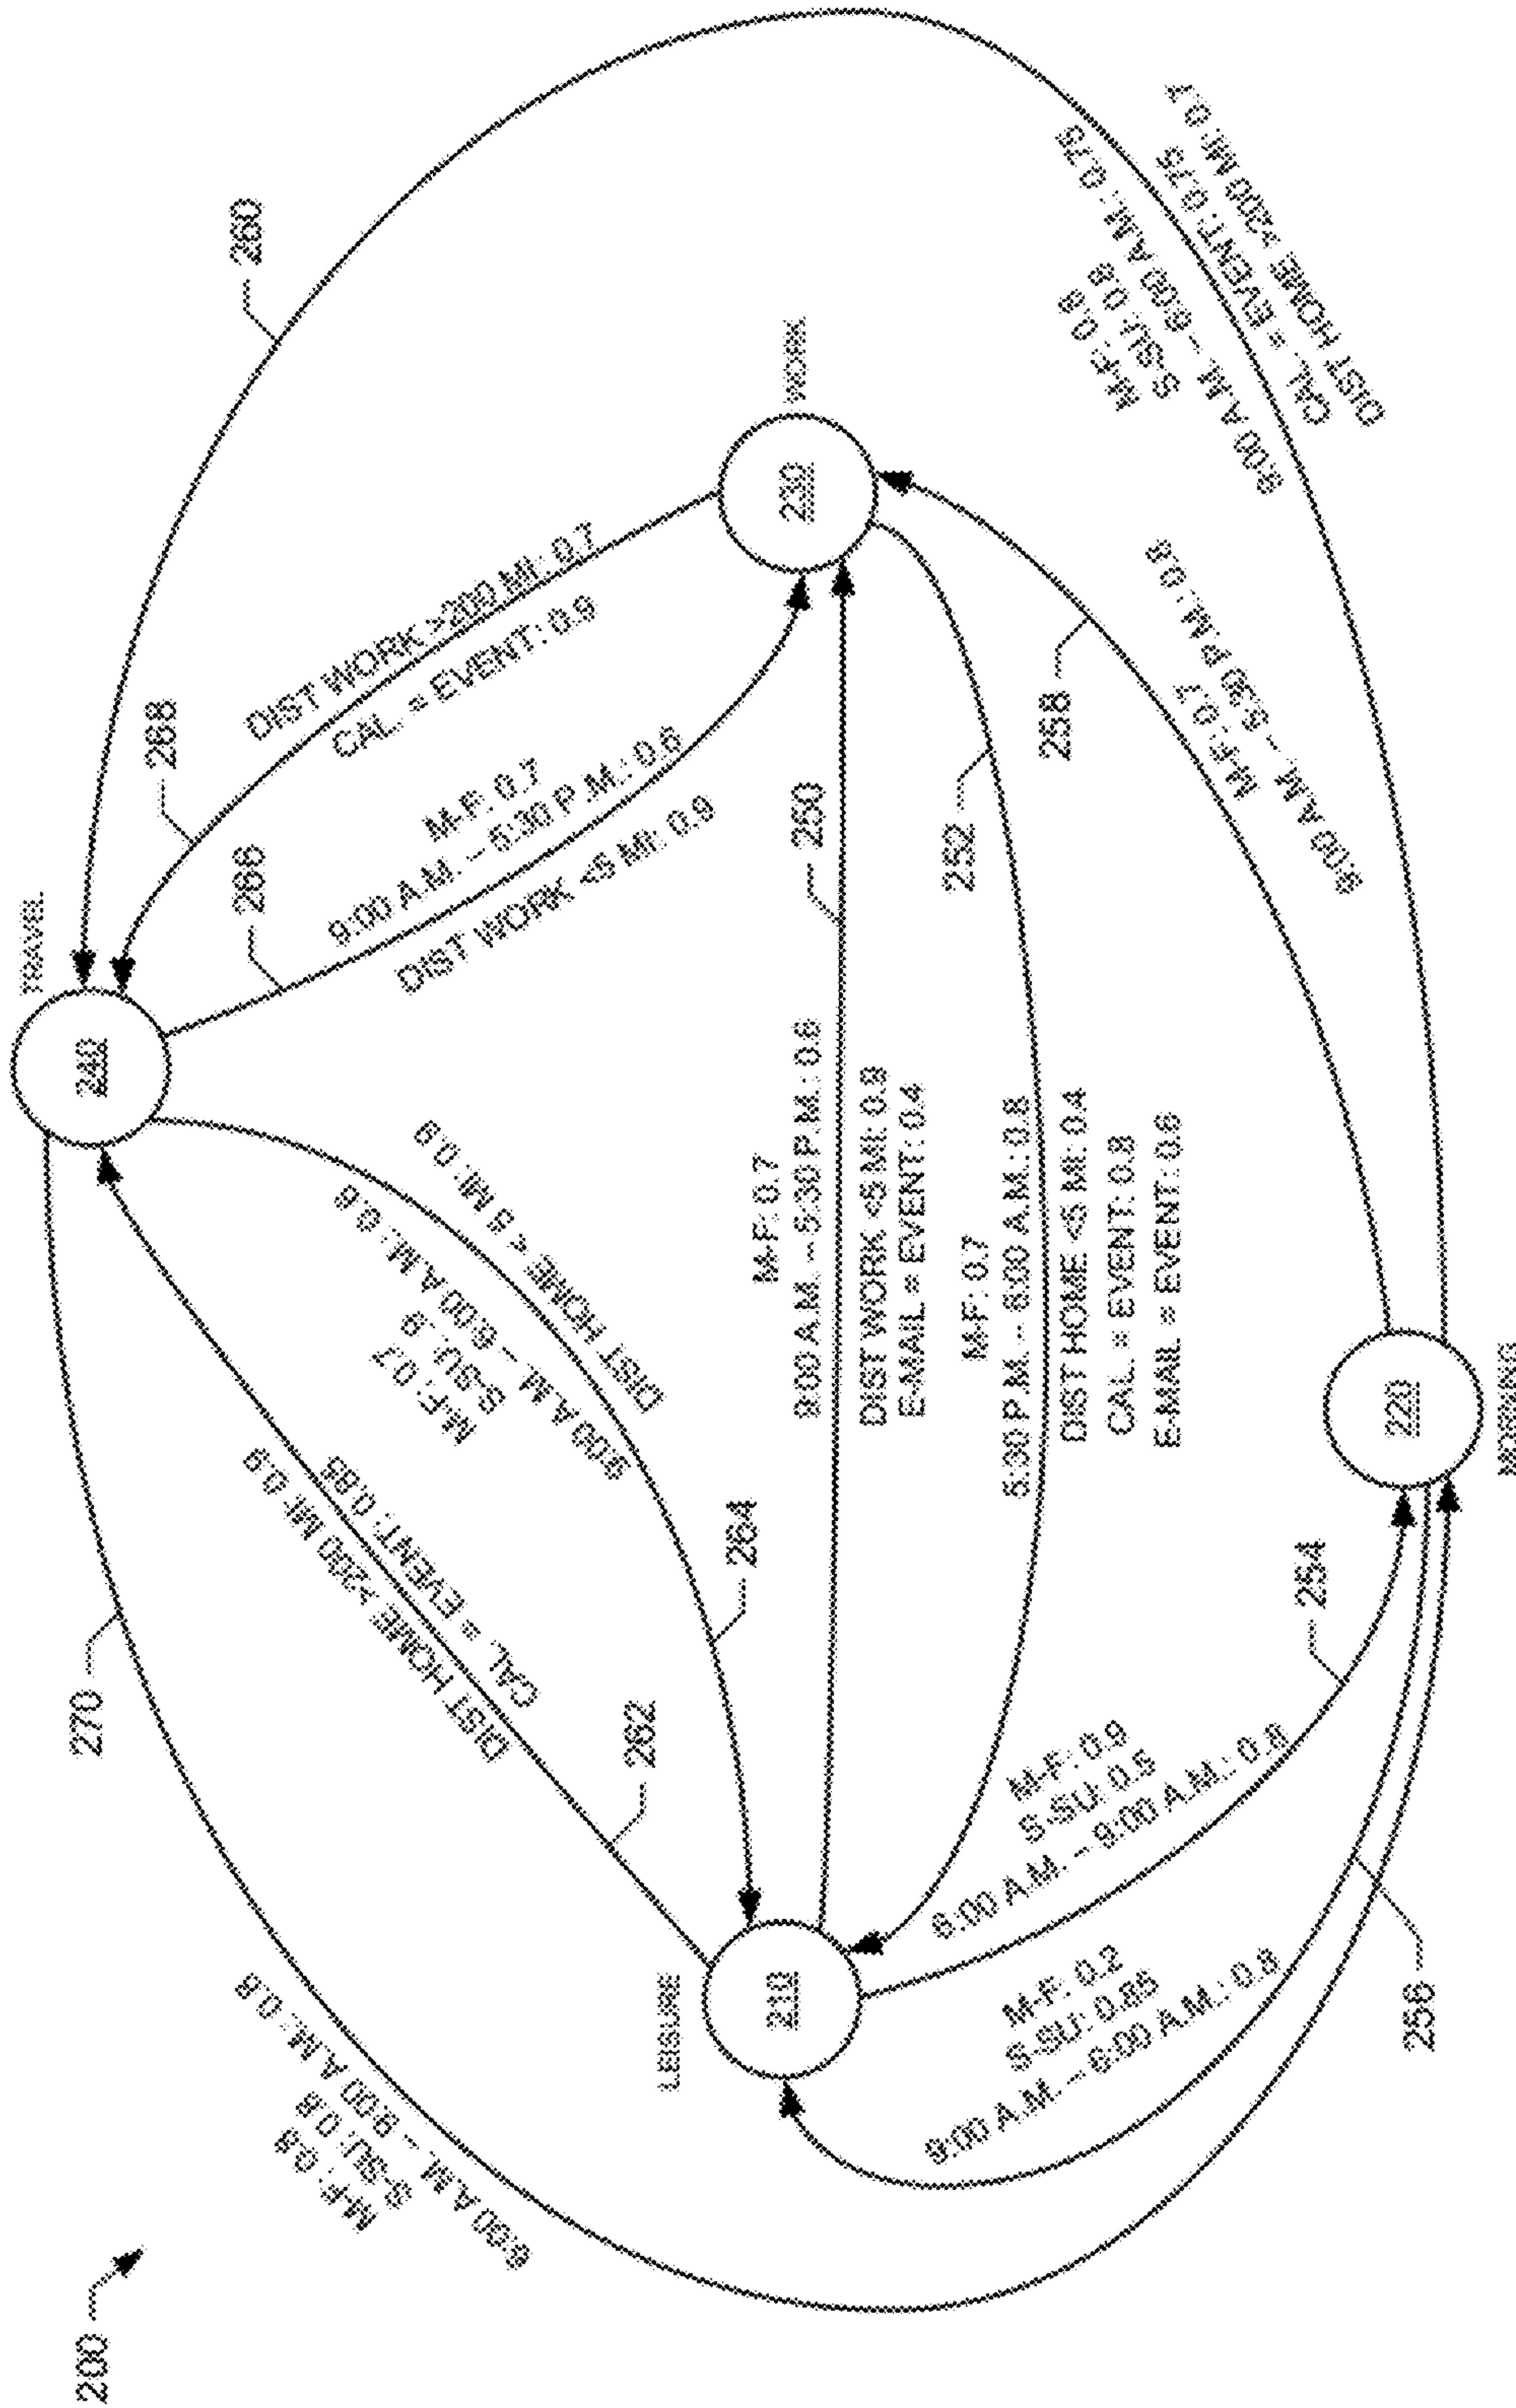 200
270
TRAVEL
240
260
268
266
M-F: 0.8
S-SU: 0.8
6:00 A.M. – 9:00 A.M.: 0.8
DIST HOME >200 MI: 0.9
CAL = EVENT: 0.85
262
M-F: 0.7
S-SU: .9
9:00 A.M. – 6:00 A.M.: 0.6
DIST HOME < 5 MI: 0.9
264
DIST WORK >200 MI: 0.7
CAL. = EVENT: 0.9
M-F: 0.7
9:00 A.M. – 5:30 P.M.: 0.6
DIST WORK <5 MI: 0.9
LEISURE
210
230
WORK
M-F: 0.7
9:00 A.M. – 5:30 P.M.: 0.6
250
DIST WORK <5 MI: 0.9
E-MAIL = EVENT: 0.4
M-F: 0.7
5:30 P.M. – 6:00 A.M.: 0.8
252
DIST HOME <5 MI: 0.4
CAL = EVENT: 0.8
E-MAIL = EVENT: 0.6
M-F: 0.9
S-SU: 0.5
6:00 A.M. – 9:00 A.M.: 0.8
254
M-F: 0.2
S-SU: 0.85
9:00 A.M. – 6:00 A.M.: 0.8
256
258
M-F: 0.7
9:00 A.M. – 5:30 P.M.: 0.8
M-F: 0.8
S-SU: 0.8
9:00 A.M. – 6:00 A.M.: 0.75
CAL = EVENT: 0.75
DIST HOME >200 MI: 0.7
220
MORNING